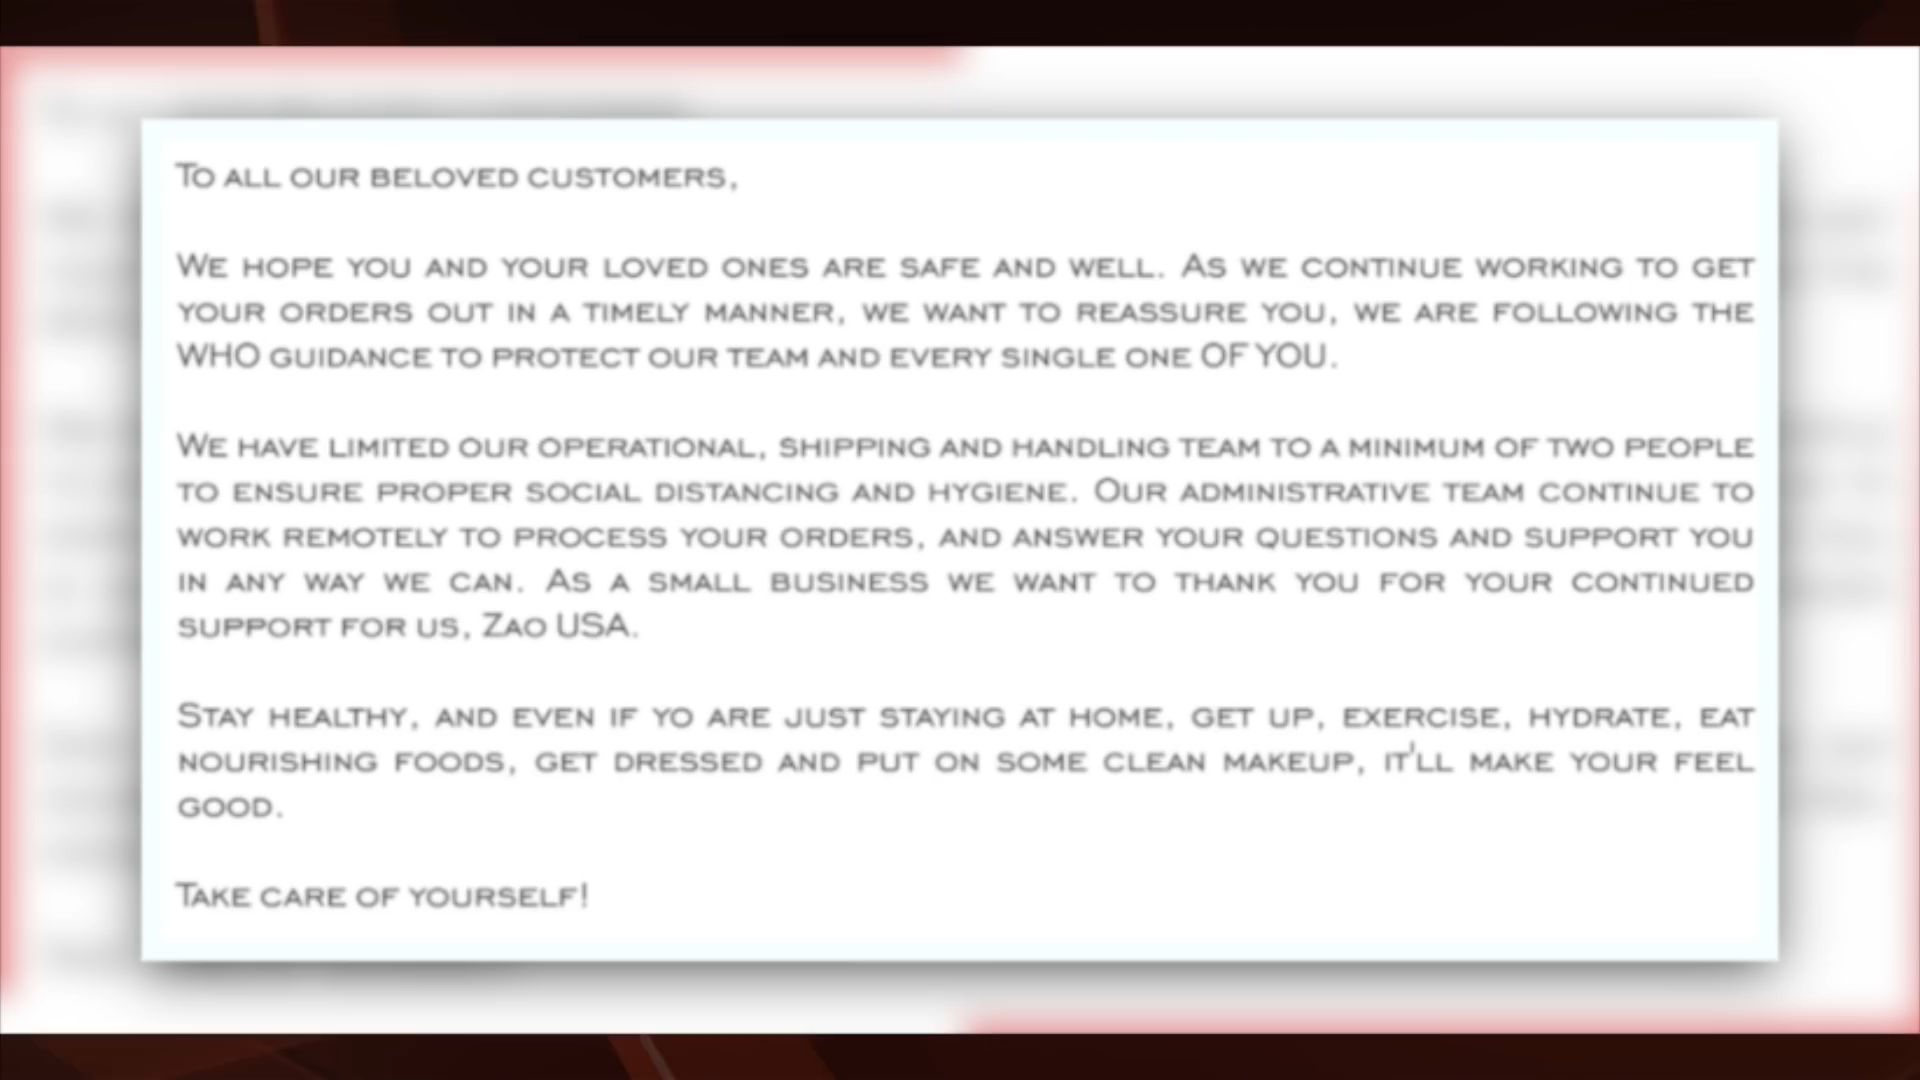 To all our beloved customers,
We hope you and your loved ones are safe and well. As we continue working to get
your orders out in a timely manner, we want to reassure you, we are following the
WHO guidance to protect our team and every single one OF YOU.
We have limited our operational, shipping and handling team to a minimum of two people
to ensure proper social distancing and hygiene. Our administrative team continue to
work remotely to process your orders, and answer your questions and support you
in any way we can. As a small business we want to thank you for your continued
support for us, Zao USA.
Stay healthy, and even if yo are just staying at home, get up, exercise, hydrate, eat
nourishing foods, get dressed and put on some clean makeup, it'll make your feel
good.
Take care of yourself!